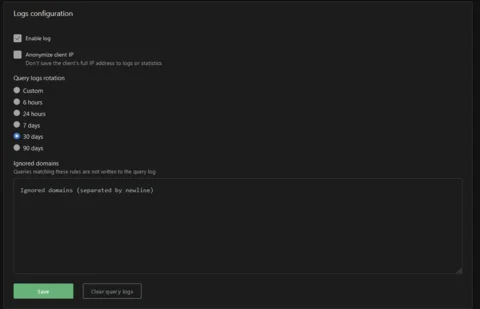 Logs configuration
Enable log
Anonymize client IP
Don't save the client's full IP address to logs or statistics
Query logs rotation
Custom
6 hours
24 hours
7 days
30 days
90 days
Ignored domains
Queries matching these rules are not written to the query log
Ignored domains (separated by newline)
Save
Clear query logs